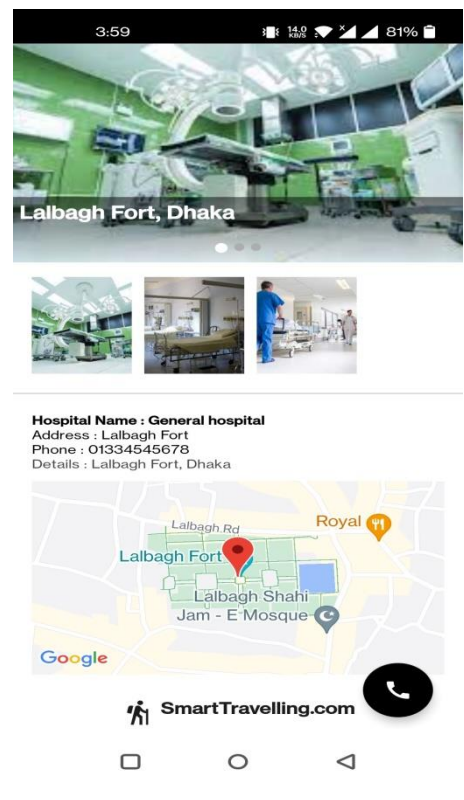 3:59
14.0
KB/S
81%
Lalbagh Fort, Dhaka
Hospital Name : General hospital
Address : Lalbagh Fort
Phone : 01334545678
Details : Lalbagh Fort, Dhaka
Lalbagh Rd
Royal
Lalbagh Fort
Lalbagh Shahi
Jam - E Mosque
Google
SmartTravelling.com